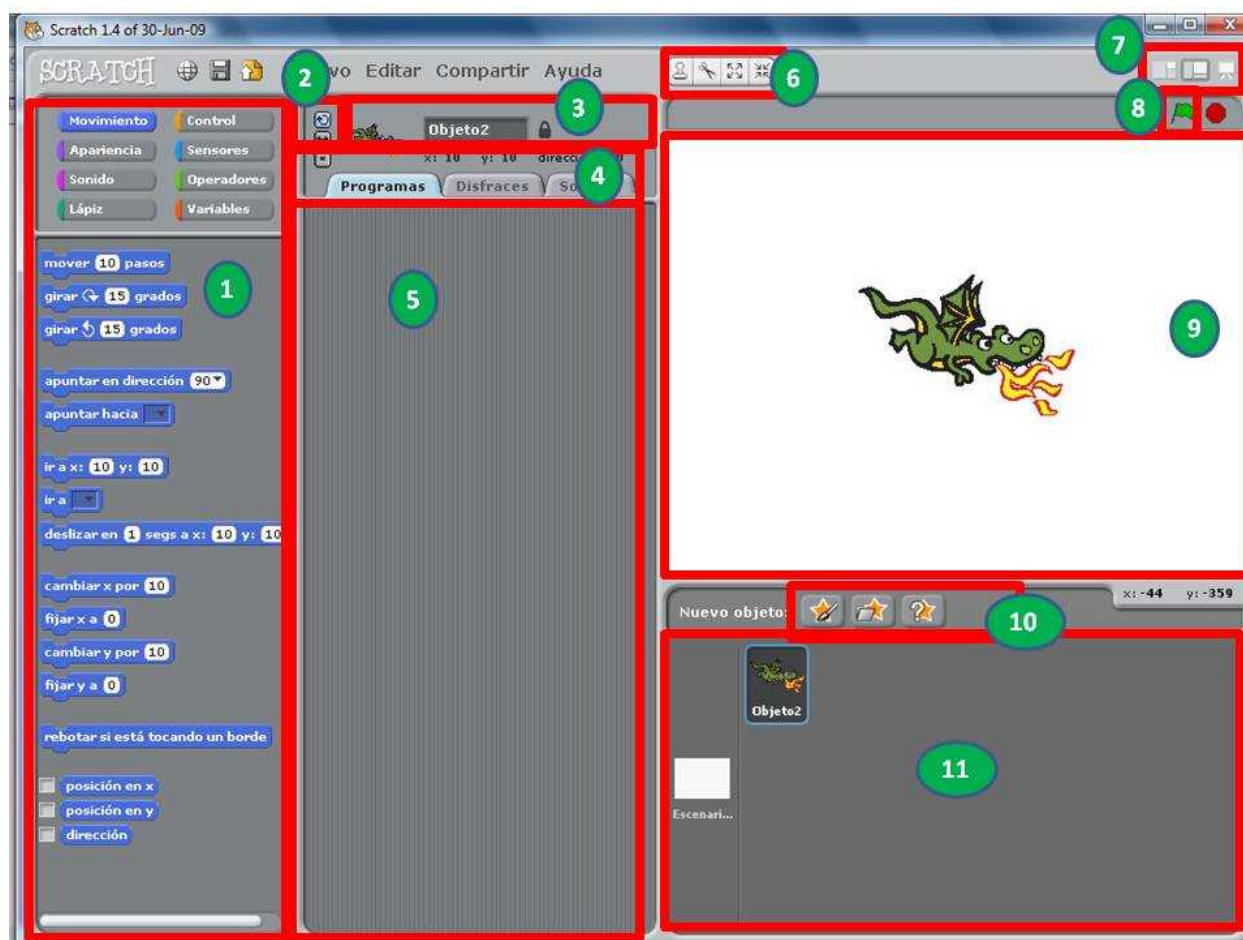 Scratch 1.4 of 30-Jun-09
SCRATCH
Editar Compartir Ayuda
1
2
3
4
5
6
7
8
9
10
11
Movimiento Control
Apariencia Sensores
Sonido Operadores
Lápiz Variables
Objeto2
x: 10 y: 10
Programas Disfraces
mover 10 pasos
girar 15 grados
girar 15 grados
apuntar en dirección 90
apuntar hacia
ir a x: 10 y: 10
ir a
deslizar en 1 segs a x: 10 y: 10
cambiar x por 10
fijar x a 0
cambiar y por 10
fijar y a 0
rebotar si está tocando un borde
posición en x
posición en y
dirección
x: -44 y: -359
Nuevo objeto:
Objeto2
Escenari...